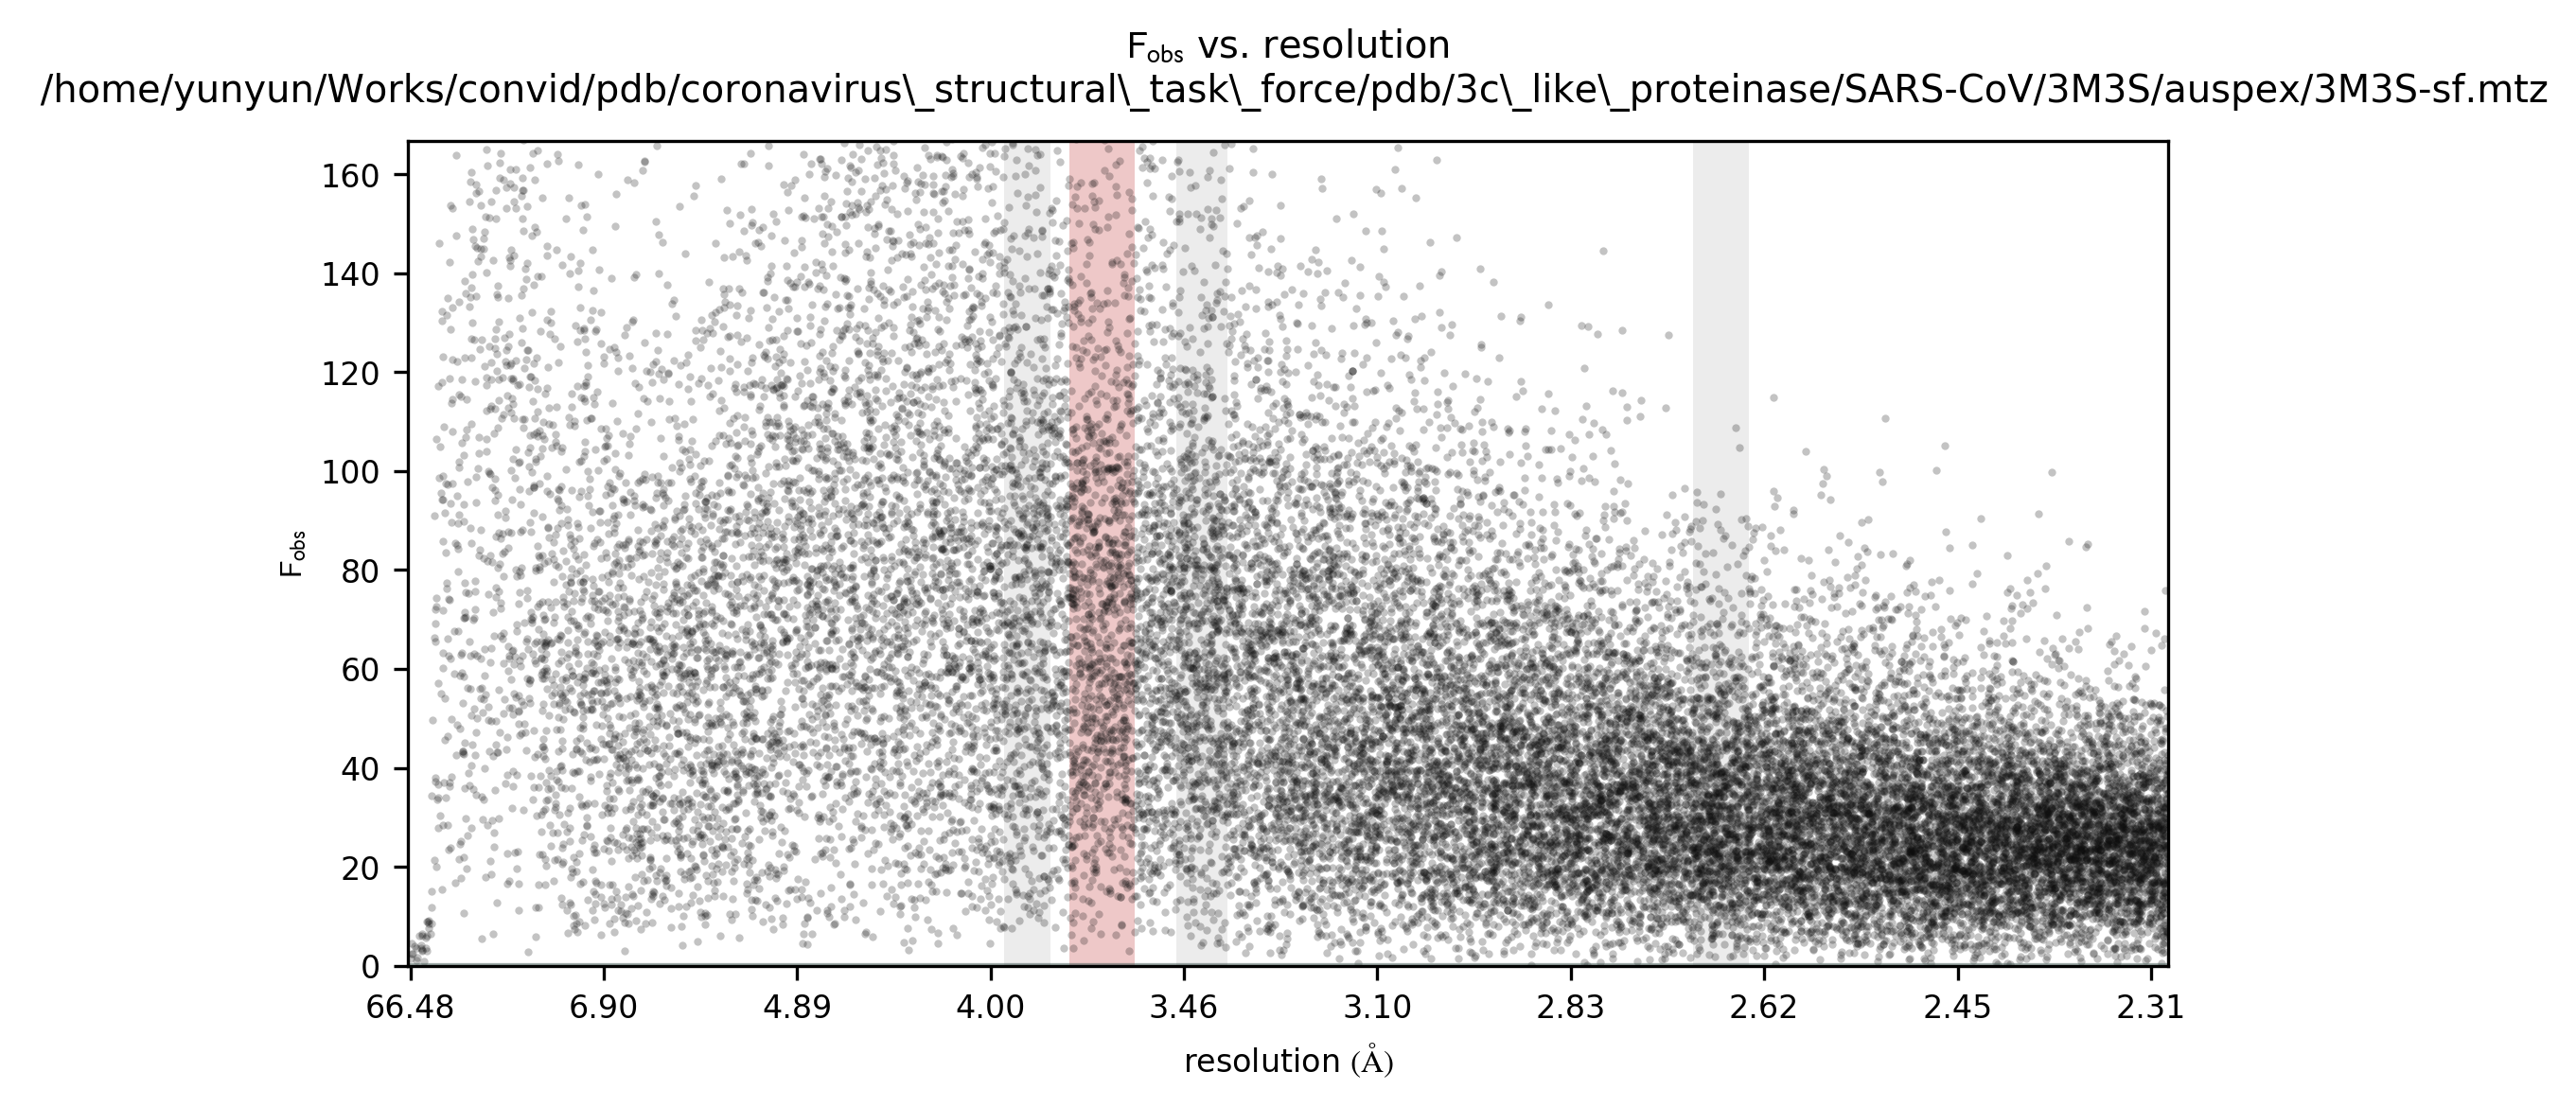 Fobs vs. resolution
/home/yunyun/Works/convid/pdb/coronavirus\_structural\_task\_force/pdb/3c\_like\_proteinase/SARS-CoV/3M3S/auspex/3M3S-sf.mtz
160
140
120
100
80
60
40
20
0
Fobs
66.48 6.90 4.89 4.00 3.46 3.10 2.83 2.62 2.45 2.31
resolution (Å)